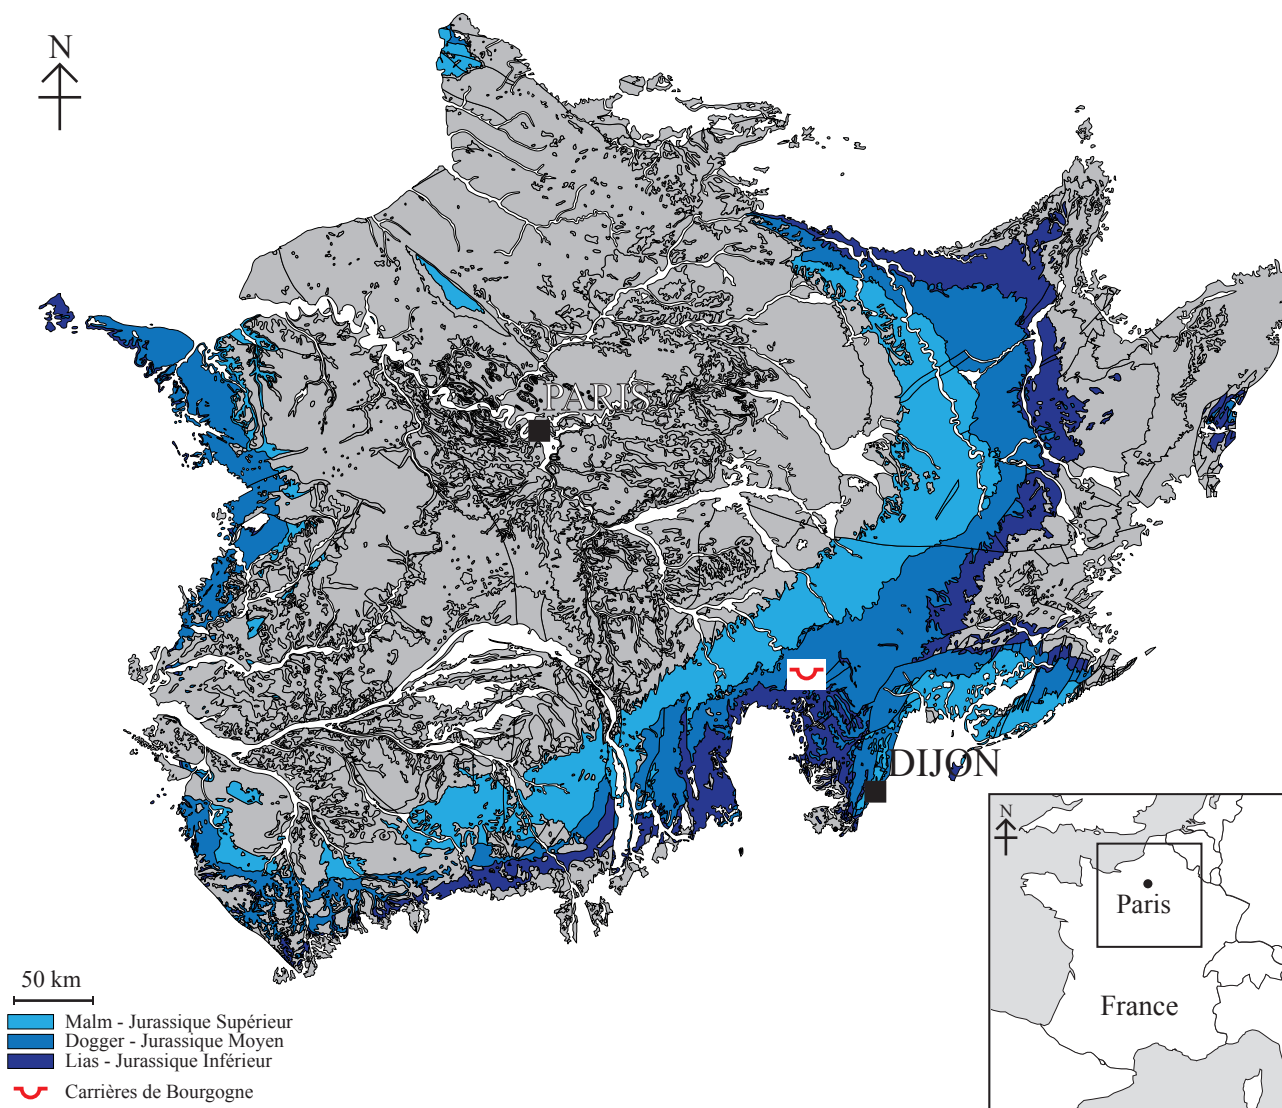 N
PARIS
DIJON
50 km
Malm - Jurassique Supérieur
Dogger - Jurassique Moyen
Lias - Jurassique Inférieur
Carrières de Bourgogne
N
Paris
France